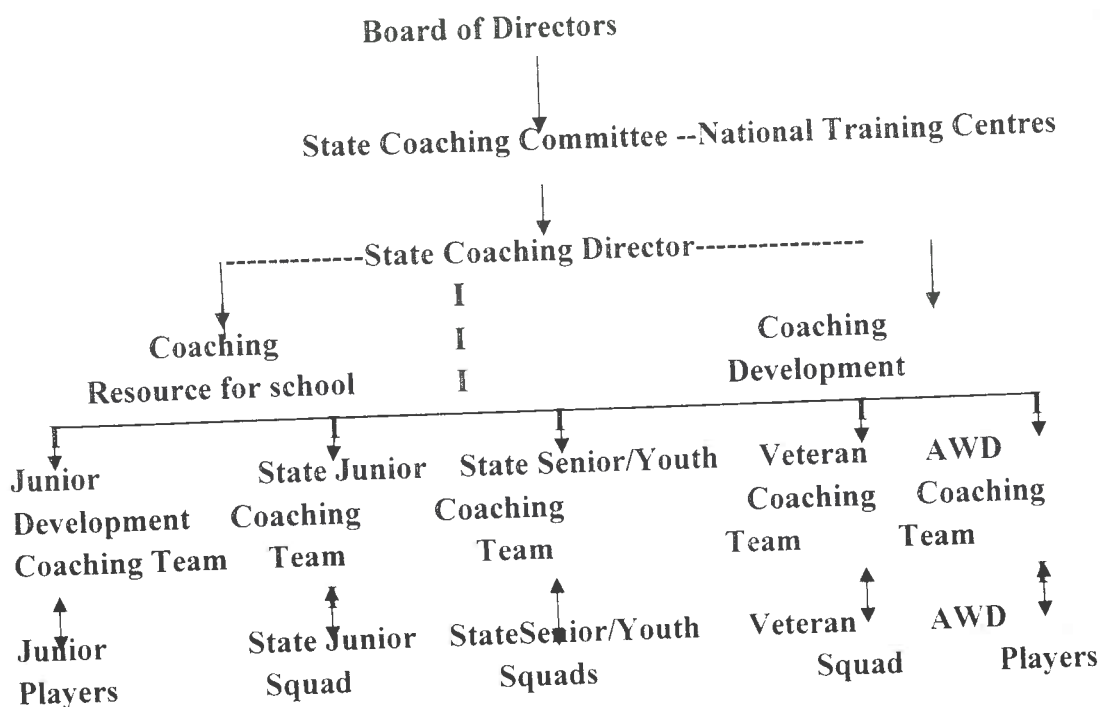 Board of Directors
State Coaching Committee --National Training Centres
-------------State Coaching Director----------------
I
I
I
Coaching
Resource for school
Coaching
Development
Junior
Development
Coaching Team
State Junior
Coaching
Team
State Senior/Youth
Coaching
Team
Veteran
Coaching
Team
AWD
Coaching
Team
Junior
Players
State Junior
Squad
StateSenior/Youth
Squads
Veteran
Squad
AWD
Players